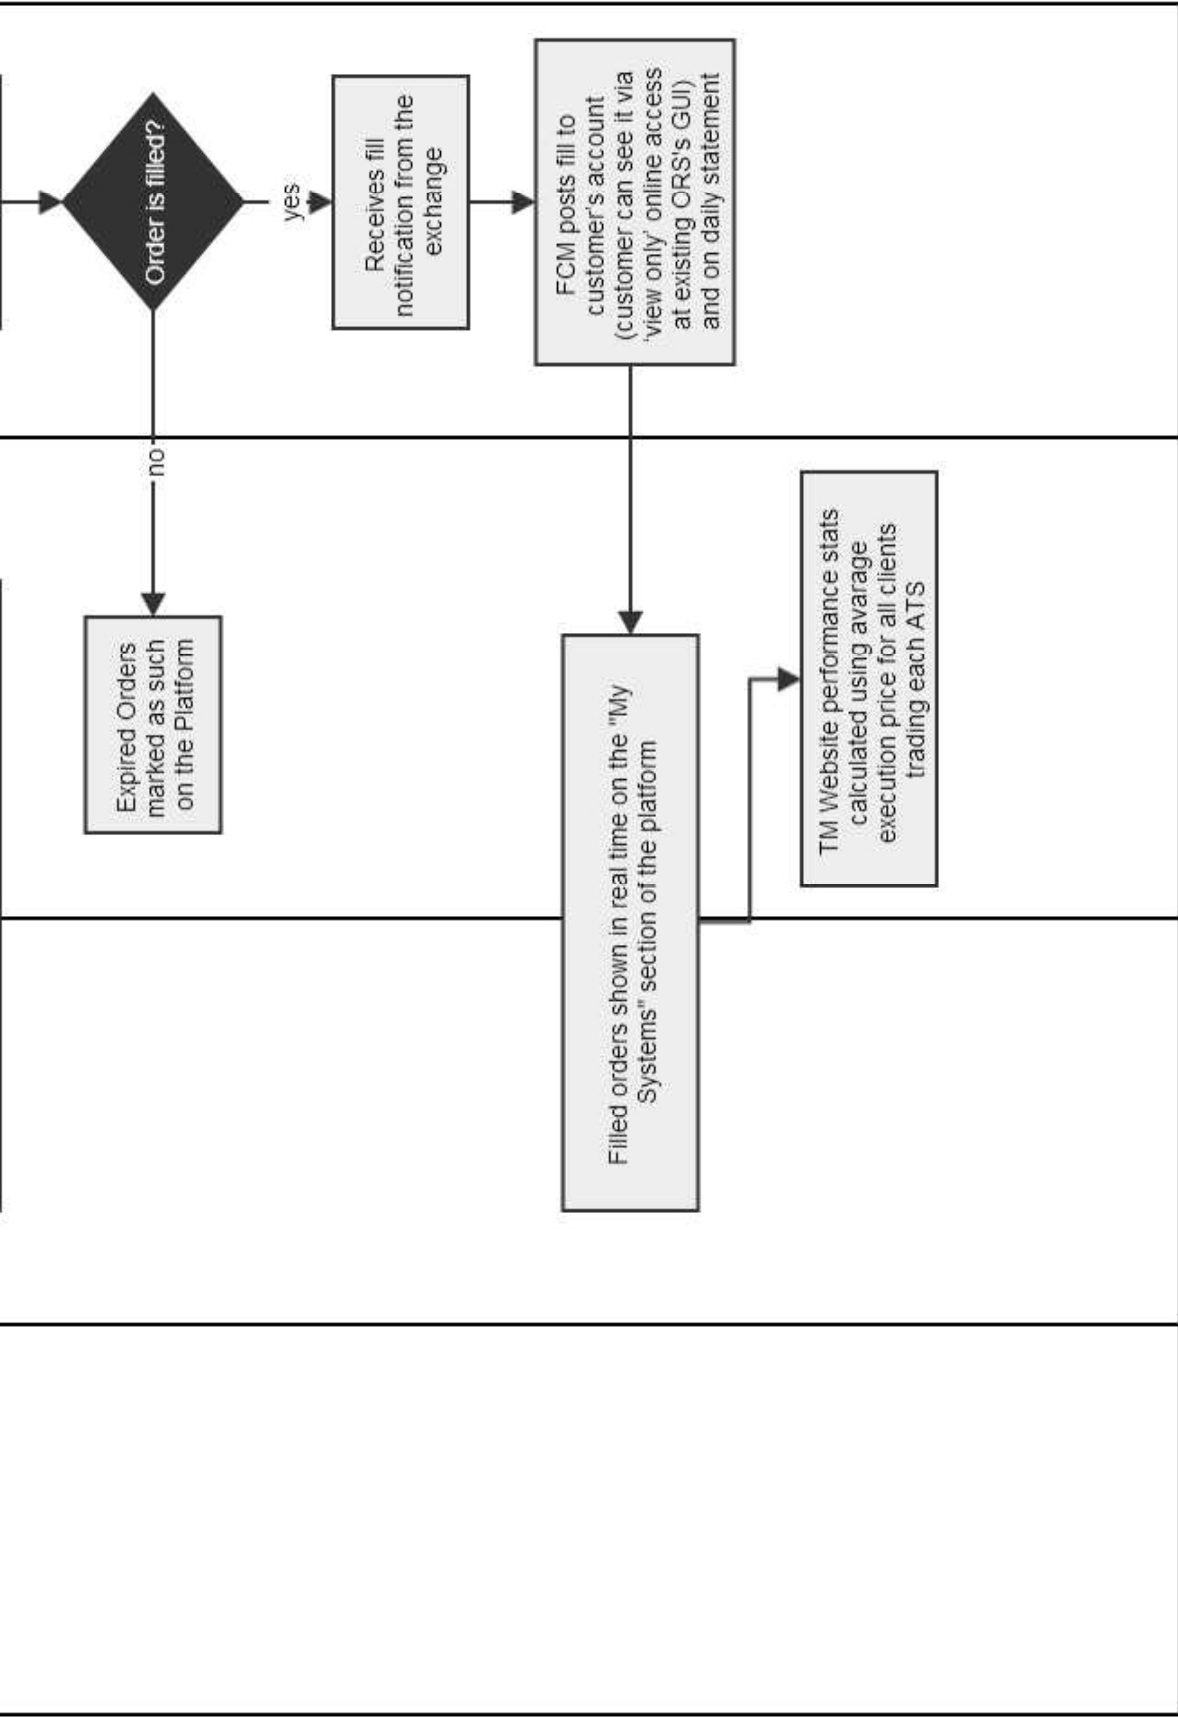 Order is filled?
no
Expired Orders
marked as such
on the Platform
yes
Receives fill
notification from the
exchange
FCM posts fill to
customer's account
(customer can see it via
'view only' online access
at existing ORS's GUI)
and on daily statement
Filled orders shown in real time on the "My
Systems" section of the platform
TM Website performance stats
calculated using avarage
execution price for all clients
trading each ATS